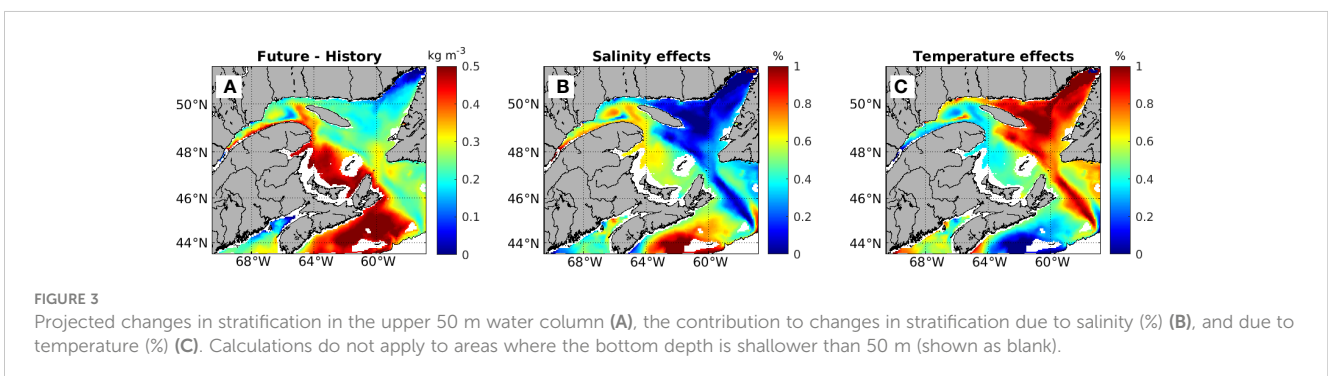 Future - History
kg m-3
A
0.5
0.4
0.3
0.2
0.1
0
50°N
48°N
46°N
44°N
68°W 64°W 60°W
Salinity effects
%
B
1
0.8
0.6
0.4
0.2
0
50°N
48°N
46°N
44°N
68°W 64°W 60°W
Temperature effects
%
C
1
0.8
0.6
0.4
0.2
0
50°N
48°N
46°N
44°N
68°W 64°W 60°W
FIGURE 3
Projected changes in stratification in the upper 50 m water column (A), the contribution to changes in stratification due to salinity (%) (B), and due to
temperature (%) (C). Calculations do not apply to areas where the bottom depth is shallower than 50 m (shown as blank).